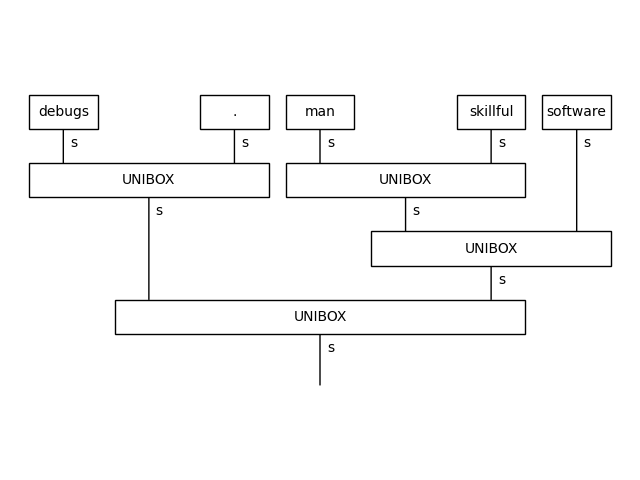 debugs . man skillful software
s s s s s
UNIBOX UNIBOX
s s
UNIBOX
s
UNIBOX
s